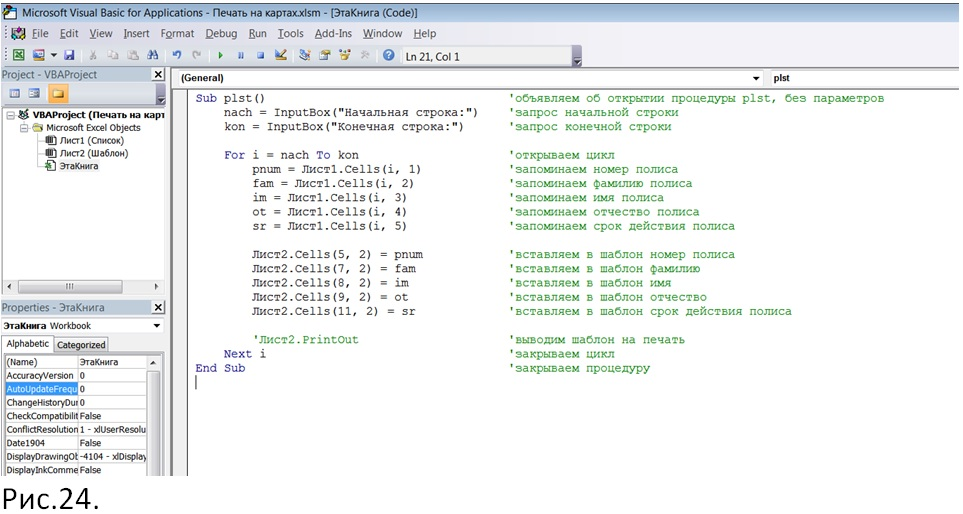 Microsoft Visual Basic for Applications - Печать на картах.xlsm - [ЭтаКнига (Code)]
File Edit View Insert Format Debug Run Tools Add-Ins Window Help
Ln 21, Col 1
Project - VBAProject
(General)
plst
VBAProject (Печать на карт
Microsoft Excel Objects
Лист1 (Список)
Лист2 (Шаблон)
ЭтаКнига
Sub plst() 'объявляем об открытии процедуры plst, без параметров
nach = InputBox("Начальная строка:") 'запрос начальной строки
kon = InputBox("Конечная строка:") 'запрос конечной строки
For i = nach To kon 'открываем цикл
pnum = Лист1.Cells(i, 1) 'запоминаем номер полиса
fam = Лист1.Cells(i, 2) 'запоминаем фамилию полиса
im = Лист1.Cells(i, 3) 'запоминаем имя полиса
ot = Лист1.Cells(i, 4) 'запоминаем отчество полиса
sr = Лист1.Cells(i, 5) 'запоминаем срок действия полиса
Лист2.Cells(5, 2) = pnum 'вставляем в шаблон номер полиса
Лист2.Cells(7, 2) = fam 'вставляем в шаблон фамилию
Лист2.Cells(8, 2) = im 'вставляем в шаблон имя
Лист2.Cells(9, 2) = ot 'вставляем в шаблон отчество
Лист2.Cells(11, 2) = sr 'вставляем в шаблон срок действия полиса
'Лист2.PrintOut 'выводим шаблон на печать
Next i 'закрываем цикл
End Sub 'закрываем процедуру
Properties - ЭтаКнига
ЭтаКнига Workbook
Alphabetic Categorized
(Name) ЭтаКнига
AccuracyVersion 0
AutoUpdateFrequ 0
ChangeHistoryDur 0
CheckCompatibilit False
ConflictResolution 1 - xlUserResolu
Date1904 False
DisplayDrawingOb -4104 - xlDisplay
DisplayInkComme False
Рис.24.